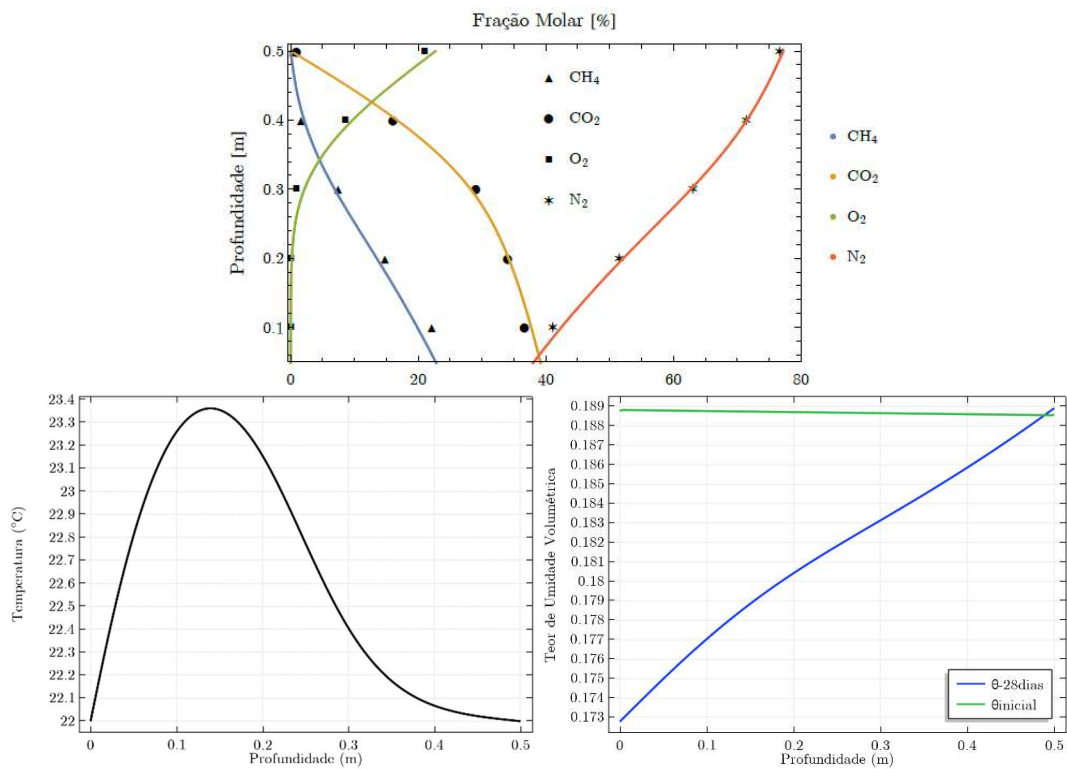 Fração Molar [%]
Profundidade [m]
0.5
0.4
0.3
0.2
0.1
0 20 40 60 80
CH4
CO2
O2
N2
CH4
CO2
O2
N2
Temperatura (°C)
23.4
23.3
23.2
23.1
23
22.9
22.8
22.7
22.6
22.5
22.4
22.3
22.2
22.1
22
0 0.1 0.2 0.3 0.4 0.5
Profundidade (m)
Teor de Umidade Volumétrica
0.189
0.188
0.187
0.186
0.185
0.184
0.183
0.182
0.181
0.18
0.179
0.178
0.177
0.176
0.175
0.174
0.173
θ-28dias
θinicial
0 0.1 0.2 0.3 0.4 0.5
Profundidade (m)